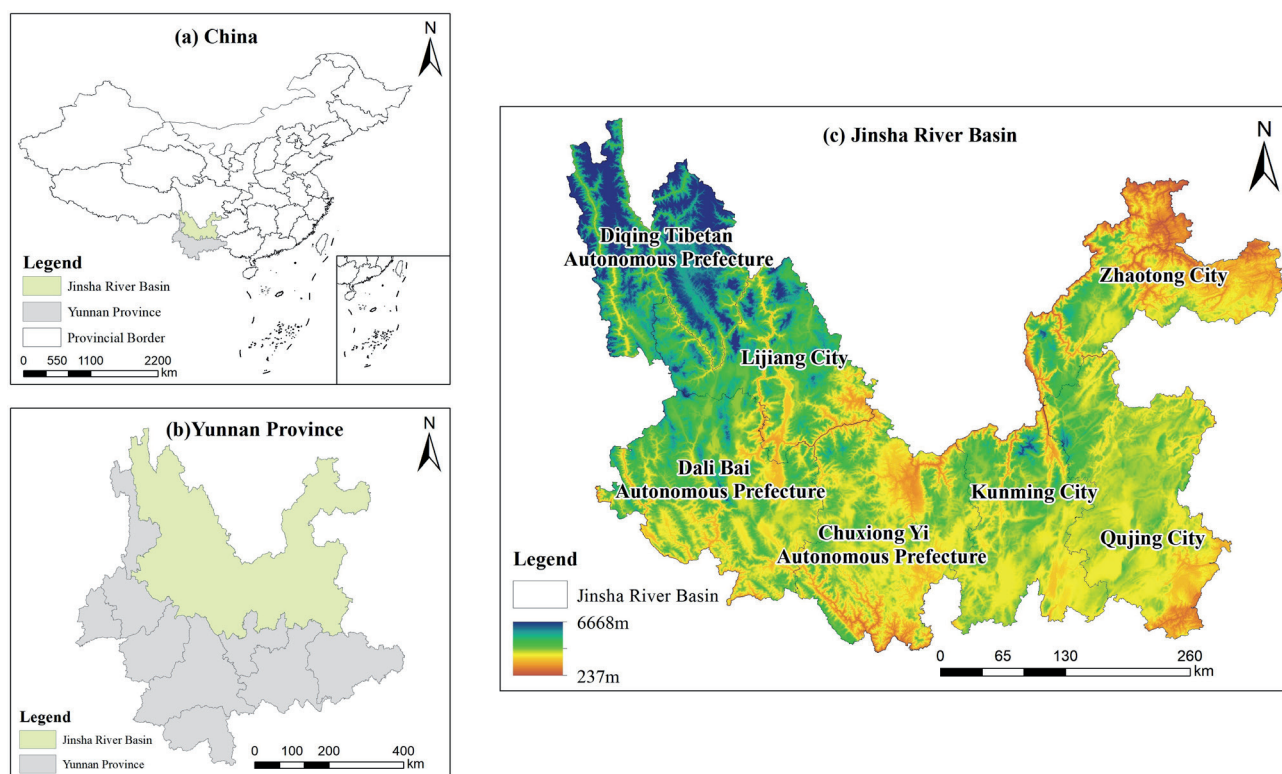 (a) China
N
Legend
Jinsha River Basin
Yunnan Province
Provincial Border
0 550 1100 2200
km
(b)Yunnan Province
N
Legend
Jinsha River Basin
Yunnan Province
0 100 200 400
km
(c) Jinsha River Basin
N
Diqing Tibetan
Autonomous Prefecture
Zhaotong City
Lijiang City
Dali Bai
Autonomous Prefecture
Kunming City
Chuxiong Yi
Autonomous Prefecture
Qujing City
Legend
Jinsha River Basin
6668m
237m
0 65 130 260
km